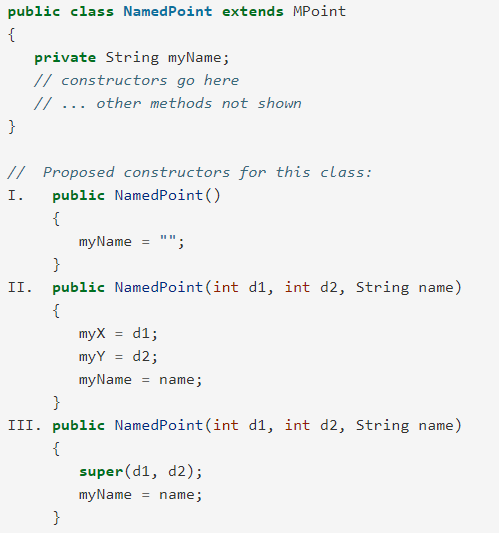 public class NamedPoint extends MPoint
{
   private String myName;
   // constructors go here
   // ... other methods not shown
}

//  Proposed constructors for this class:
I.   public NamedPoint()
     {
        myName = "";
     }
II.  public NamedPoint(int d1, int d2, String name)
     {
        myX = d1;
        myY = d2;
        myName = name;
     }
III. public NamedPoint(int d1, int d2, String name)
     {
        super(d1, d2);
        myName = name;
     }